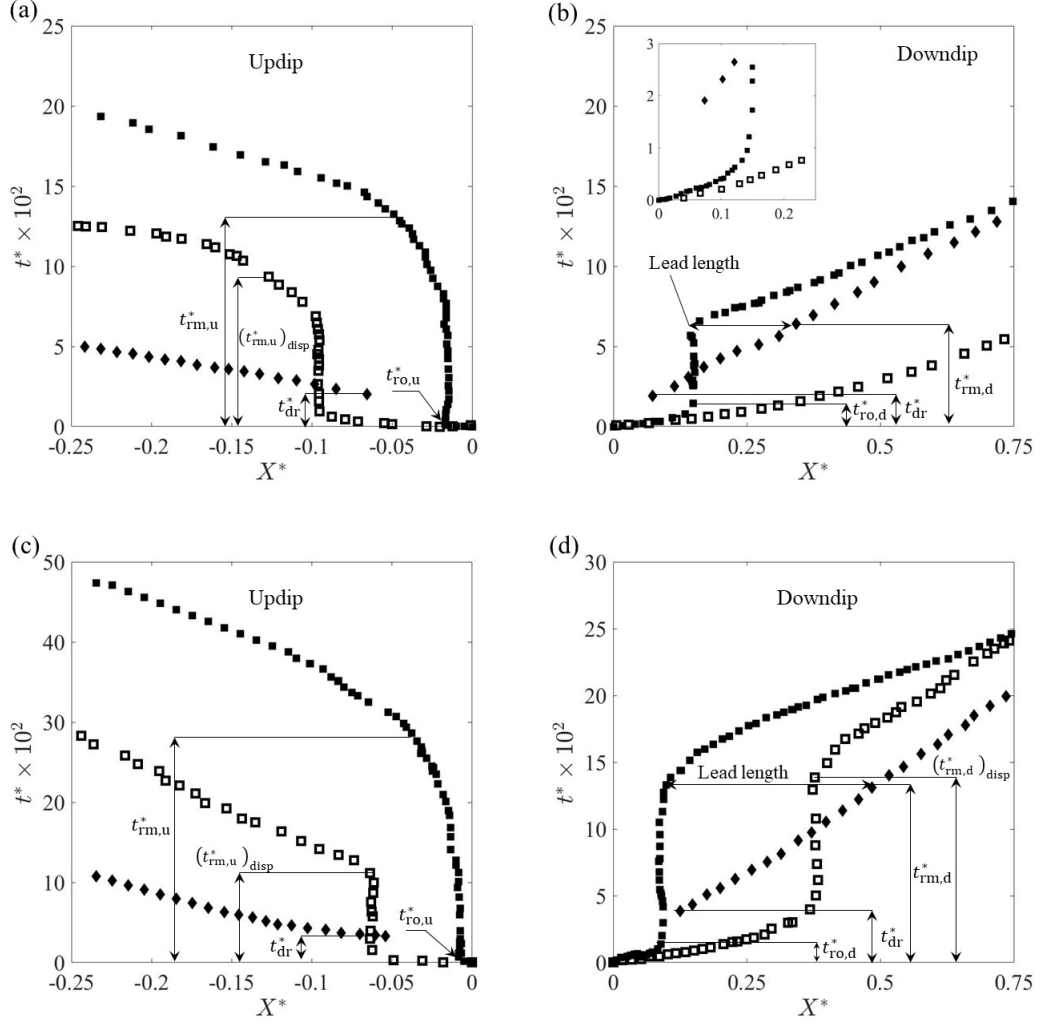 (a)
25
20
15
10
5
0
t* × 10²
Updip
t*rm,u
(t*rm,u)disp
t*dr
t*ro,u
-0.25
-0.2
-0.15
-0.1
-0.05
0
X*
(b)
25
20
15
10
5
0
t* × 10²
Downdip
3
2
1
0
0
0.1
0.2
Lead length
t*ro,d
t*dr
t*rm,d
0
0.25
0.5
0.75
X*
(c)
50
40
30
20
10
0
t* × 10²
Updip
t*rm,u
(t*rm,u)disp
t*dr
t*ro,u
-0.25
-0.2
-0.15
-0.1
-0.05
0
X*
(d)
30
25
20
15
10
5
0
t* × 10²
Downdip
Lead length
(t*rm,d)disp
t*rm,d
t*ro,d
t*dr
0
0.25
0.5
0.75
X*